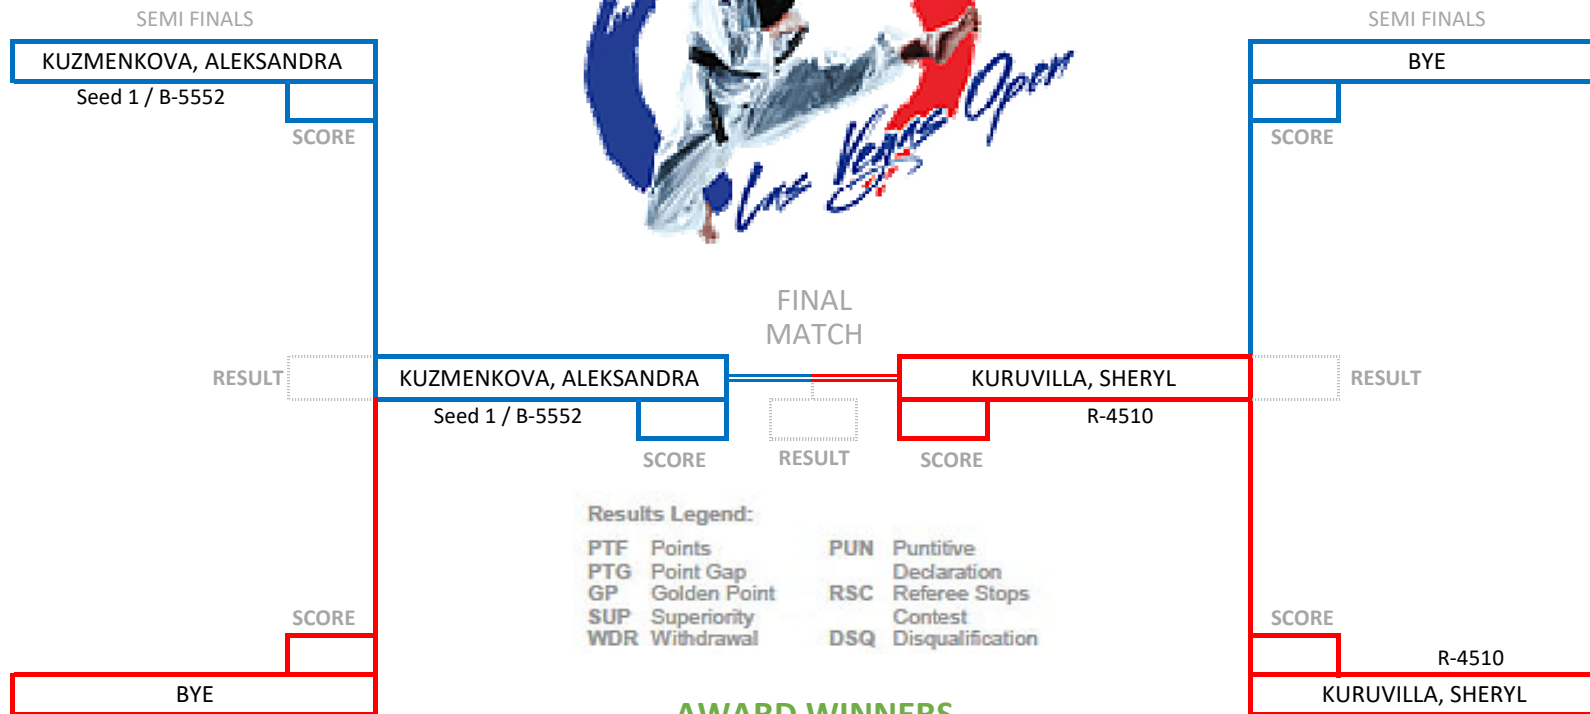 SEMI FINALS
SEMI FINALS
KUZMENKOVA, ALEKSANDRA
BYE
Seed 1 / B-5552
SCORE
SCORE
Las Vegas Open
FINAL
MATCH
RESULT
KUZMENKOVA, ALEKSANDRA
KURUVILLA, SHERYL
RESULT
Seed 1 / B-5552
R-4510
SCORE
RESULT
SCORE
Results Legend:
PTF Points
PTG Point Gap
GP Golden Point
SUP Superiority
WDR Withdrawal
PUN Puntitive
Declaration
RSC Referee Stops
Contest
DSQ Disqualification
SCORE
SCORE
R-4510
BYE
KURUVILLA, SHERYL
AWARD WINNERS